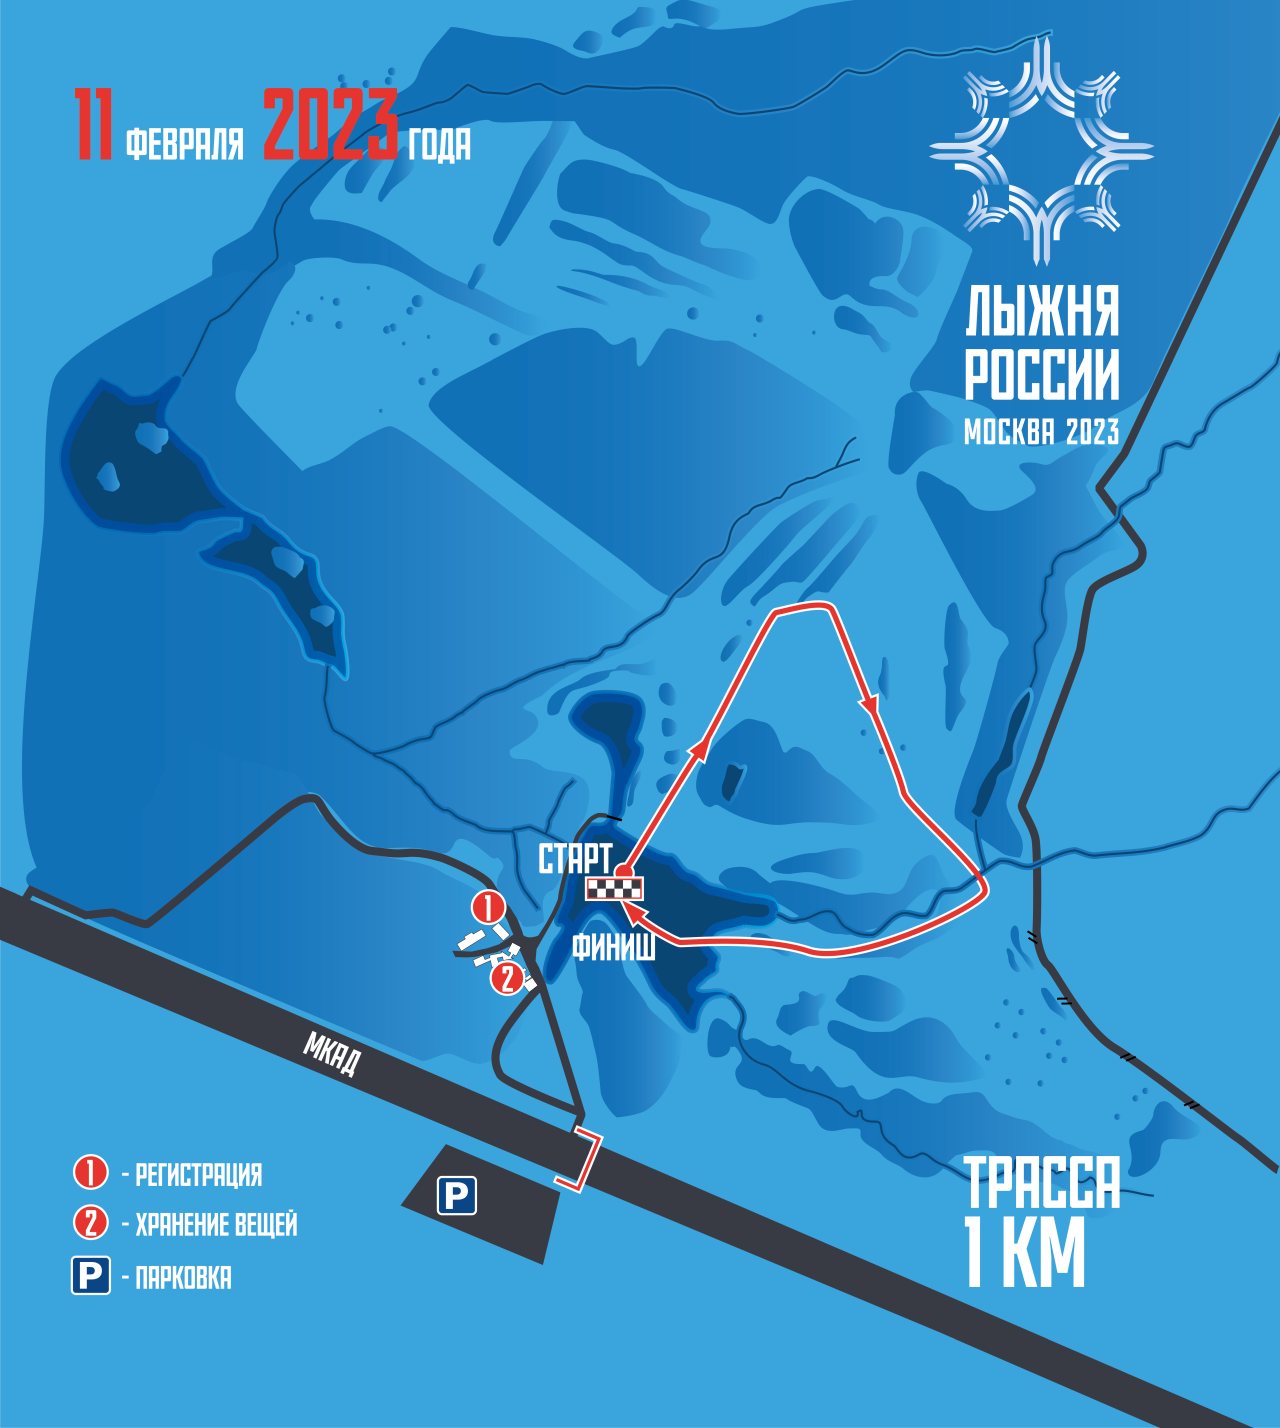 11 ФЕВРАЛЯ 2023 ГОДА
ЛЫЖНЯ
РОССИИ
МОСКВА 2023
СТАРТ
1
ФИНИШ
2
МКАД
P
1 - РЕГИСТРАЦИЯ
2 - ХРАНЕНИЕ ВЕЩЕЙ
P - ПАРКОВКА
ТРАССА
1 КМ